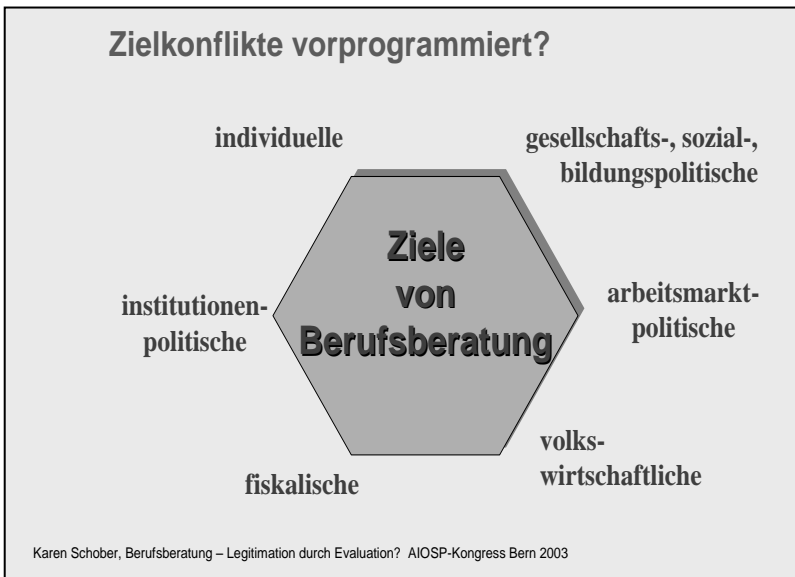 Zielkonflikte vorprogrammiert?
individuelle
gesellschafts-, sozial-,
bildungspolitische
Ziele
von
Berufsberatung
institutionen-
politische
arbeitsmarkt-
politische
fiskalische
volks-
wirtschaftliche
Karen Schober, Berufsberatung – Legitimation durch Evaluation? AIOSP-Kongress Bern 2003